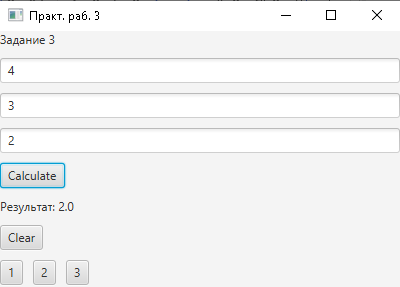 Практ. раб. 3
Задание 3
4
3
2
Calculate
Результат: 2.0
Clear
1 2 3